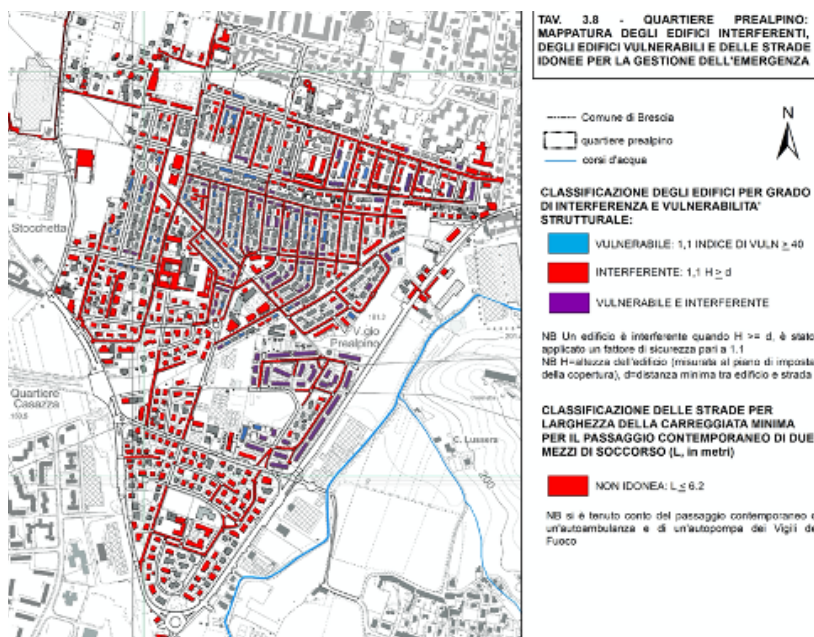 TAV. 3.8 - QUARTIERE PREALPINO:
MAPPATURA DEGLI EDIFICI INTERFERENTI,
DEGLI EDIFICI VULNERABILI E DELLE STRADE
IDONEE PER LA GESTIONE DELL'EMERGENZA
Comune di Brescia
quartiere prealpino
corsi d'acqua
N
CLASSIFICAZIONE DEGLI EDIFICI PER GRADO
DI INTERFERENZA E VULNERABILITA'
STRUTTURALE:
VULNERABILE: 1,1 INDICE DI VULN ≥ 40
INTERFERENTE: 1,1 H ≥ d
VULNERABILE E INTERFERENTE
NB Un edificio è interferente quando H >= d, è stato
applicato un fattore di sicurezza pari a 1.1
NB H=altezza dell'edificio (misurata al piano di imposta
della copertura), d=distanza minima tra edificio e strada
CLASSIFICAZIONE DELLE STRADE PER
LARGHEZZA DELLA CARREGGIATA MINIMA
PER IL PASSAGGIO CONTEMPORANEO DI DUE
MEZZI DI SOCCORSO (L, in metri)
NON IDONEA: L ≤ 6.2
NB si è tenuto conto del passaggio contemporaneo
un'autoambulanza e di un'autopompa dei Vigili
Fuoco
Stocchetta
181.2
V.gio
Prealpino
Quartiere
Casazza
C. Lussera
200